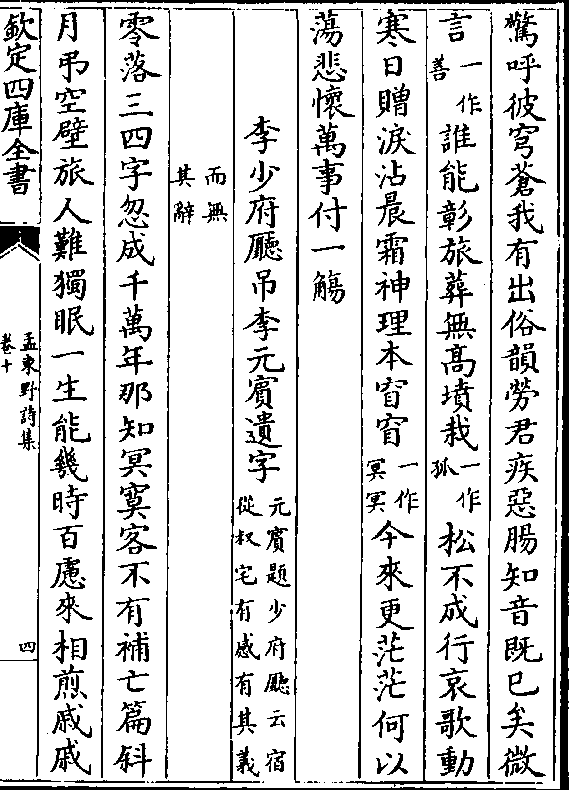 驚呼彼穹蒼我有出俗韻勞君疾惡腸知音既已矣微
言一作善誰能彰旅葬無高墳栽一作孤松不成行哀歌動
寒日贈淚沾晨霜神理本窅窅一作冥冥今來更茫茫何以
蕩悲懷萬事付一觴
李少府廳吊李元賓遺字元賓題少府廳云宿從叔宅有感有其義
而無其辭
零落三四字忽成千萬年那知冥寞客不有補亡篇斜
月弔空壁旅人難獨眠一生能幾時百慮來相煎戚戚
欽定四庫全書
孟東野詩集
卷十
四